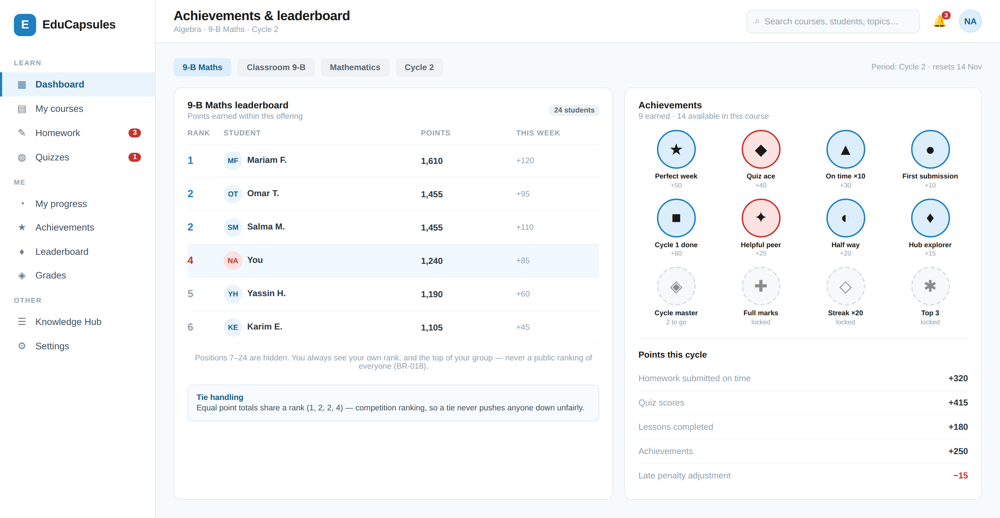 E EduCapsules
LEARN
Dashboard
My courses
Homework 3
Quizzes 1
ME
My progress
Achievements
Leaderboard
Grades
OTHER
Knowledge Hub
Settings
Achievements & leaderboard
Algebra · 9-B Maths · Cycle 2
Search courses, students, topics…
3
NA
9-B Maths Classroom 9-B Mathematics Cycle 2
Period: Cycle 2 · resets 14 Nov
9-B Maths leaderboard
Points earned within this offering
24 students
RANK STUDENT POINTS THIS WEEK
1 MF Mariam F. 1,610 +120
2 OT Omar T. 1,455 +95
2 SM Salma M. 1,455 +110
4 NA You 1,240 +85
5 YH Yassin H. 1,190 +60
6 KE Karim E. 1,105 +45
Positions 7–24 are hidden. You always see your own rank, and the top of your group — never a public ranking of
everyone (BR-018).
Tie handling
Equal point totals share a rank (1, 2, 2, 4) — competition ranking, so a tie never pushes anyone down unfairly.
Achievements
9 earned · 14 available in this course
Perfect week Quiz ace On time ×10 First submission
+50 +40 +30 +10
Cycle 1 done Helpful peer Half way Hub explorer
+60 +25 +20 +15
Cycle master Full marks Streak ×20 Top 3
2 to go locked locked locked
Points this cycle
Homework submitted on time +320
Quiz scores +415
Lessons completed +180
Achievements +250
Late penalty adjustment −15